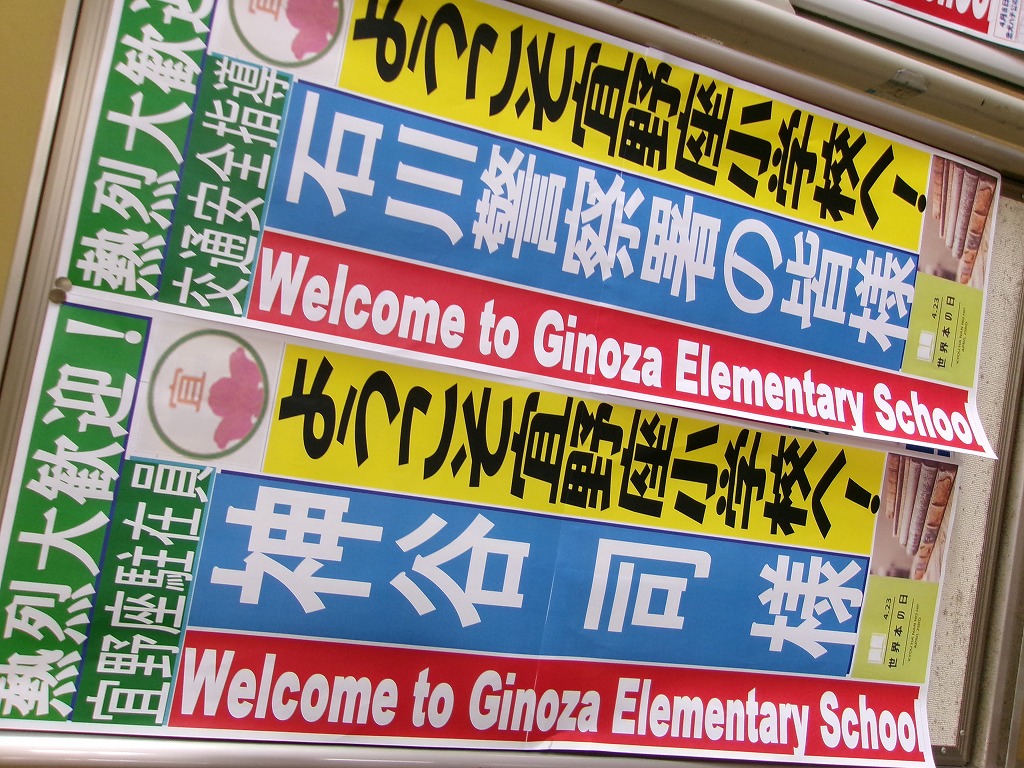 熱烈大歓迎
交通安全指導
宜
ようこそ宜野座小学校へ！
石川警察署の皆様
Welcome to Ginoza Elementary School
4.23
世界本の日
熱烈大歓迎！
宜野座駐在員
宜
ようこそ宜野座小学校へ！
神谷司様
Welcome to Ginoza Elementary School
4.23
世界本の日